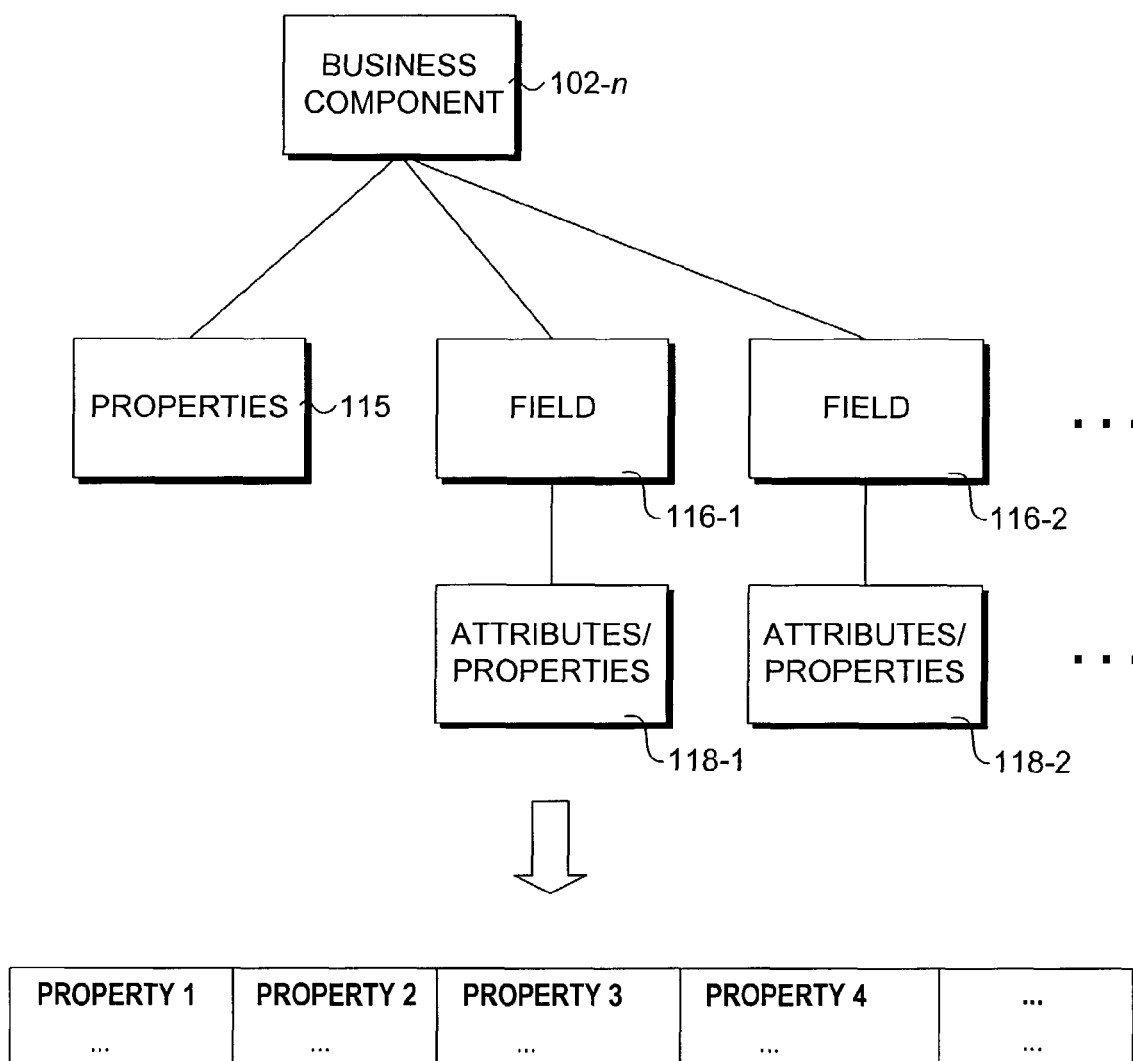 BUSINESS
COMPONENT
102-n
PROPERTIES
115
FIELD
FIELD
...
116-1
116-2
ATTRIBUTES/
PROPERTIES
ATTRIBUTES/
PROPERTIES
...
118-1
118-2
PROPERTY 1 PROPERTY 2 PROPERTY 3 PROPERTY 4 ...
... ... ... ... ...